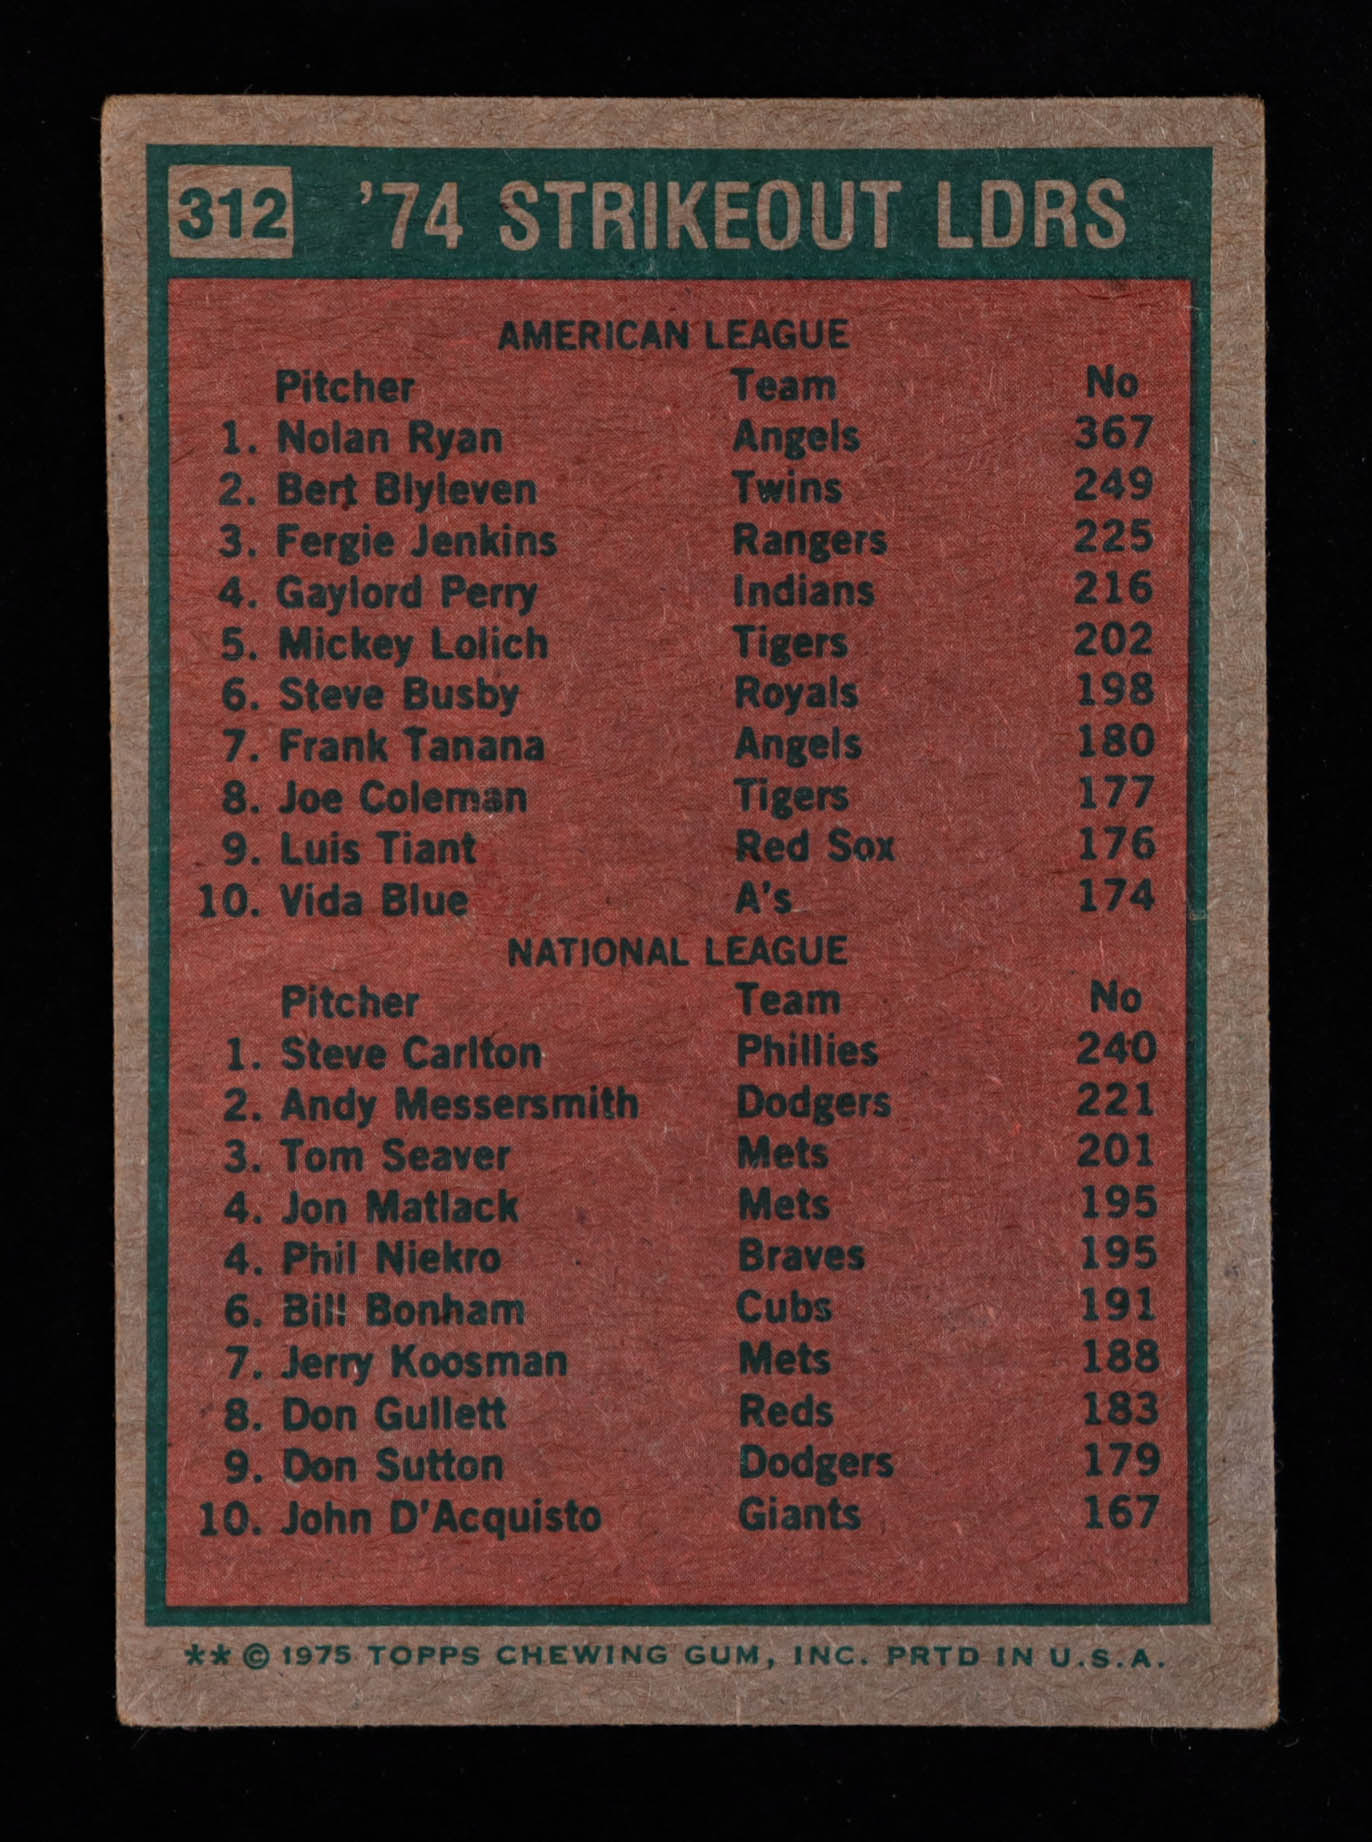 312 '74 STRIKEOUT LDRS
AMERICAN LEAGUE
Pitcher Team No
1. Nolan Ryan Angels 367
2. Bert Blyleven Twins 249
3. Fergie Jenkins Rangers 225
4. Gaylord Perry Indians 216
5. Mickey Lolich Tigers 202
6. Steve Busby Royals 198
7. Frank Tanana Angels 180
8. Joe Coleman Tigers 177
9. Luis Tiant Red Sox 176
10. Vida Blue A's 174
NATIONAL LEAGUE
Pitcher Team No
1. Steve Carlton Phillies 240
2. Andy Messersmith Dodgers 221
3. Tom Seaver Mets 201
4. Jon Matlack Mets 195
4. Phil Niekro Braves 195
6. Bill Bonham Cubs 191
7. Jerry Koosman Mets 188
8. Don Gullett Reds 183
9. Don Sutton Dodgers 179
10. John D'Acquisto Giants 167
** © 1975 TOPPS CHEWING GUM, INC. PRTD IN U.S.A.